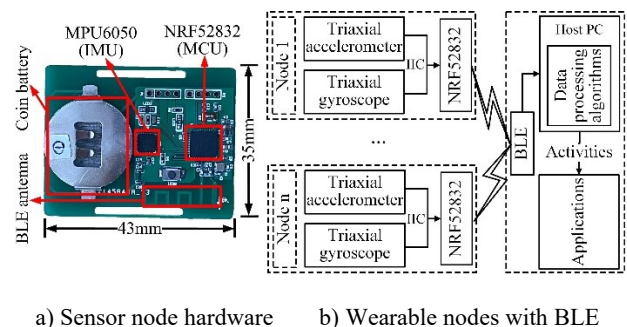 MPU6050
(IMU)
NRF52832
(MCU)
Coin battery
BLE antenna
35mm
43mm
Node 1
Triaxial
accelerometer
Triaxial
gyroscope
IIC
NRF52832
...
Node n
Triaxial
accelerometer
Triaxial
gyroscope
IIC
NRF52832
BLE
Host PC
Data
processing
algorithms
Activities
Applications
a) Sensor node hardware
b) Wearable nodes with BLE